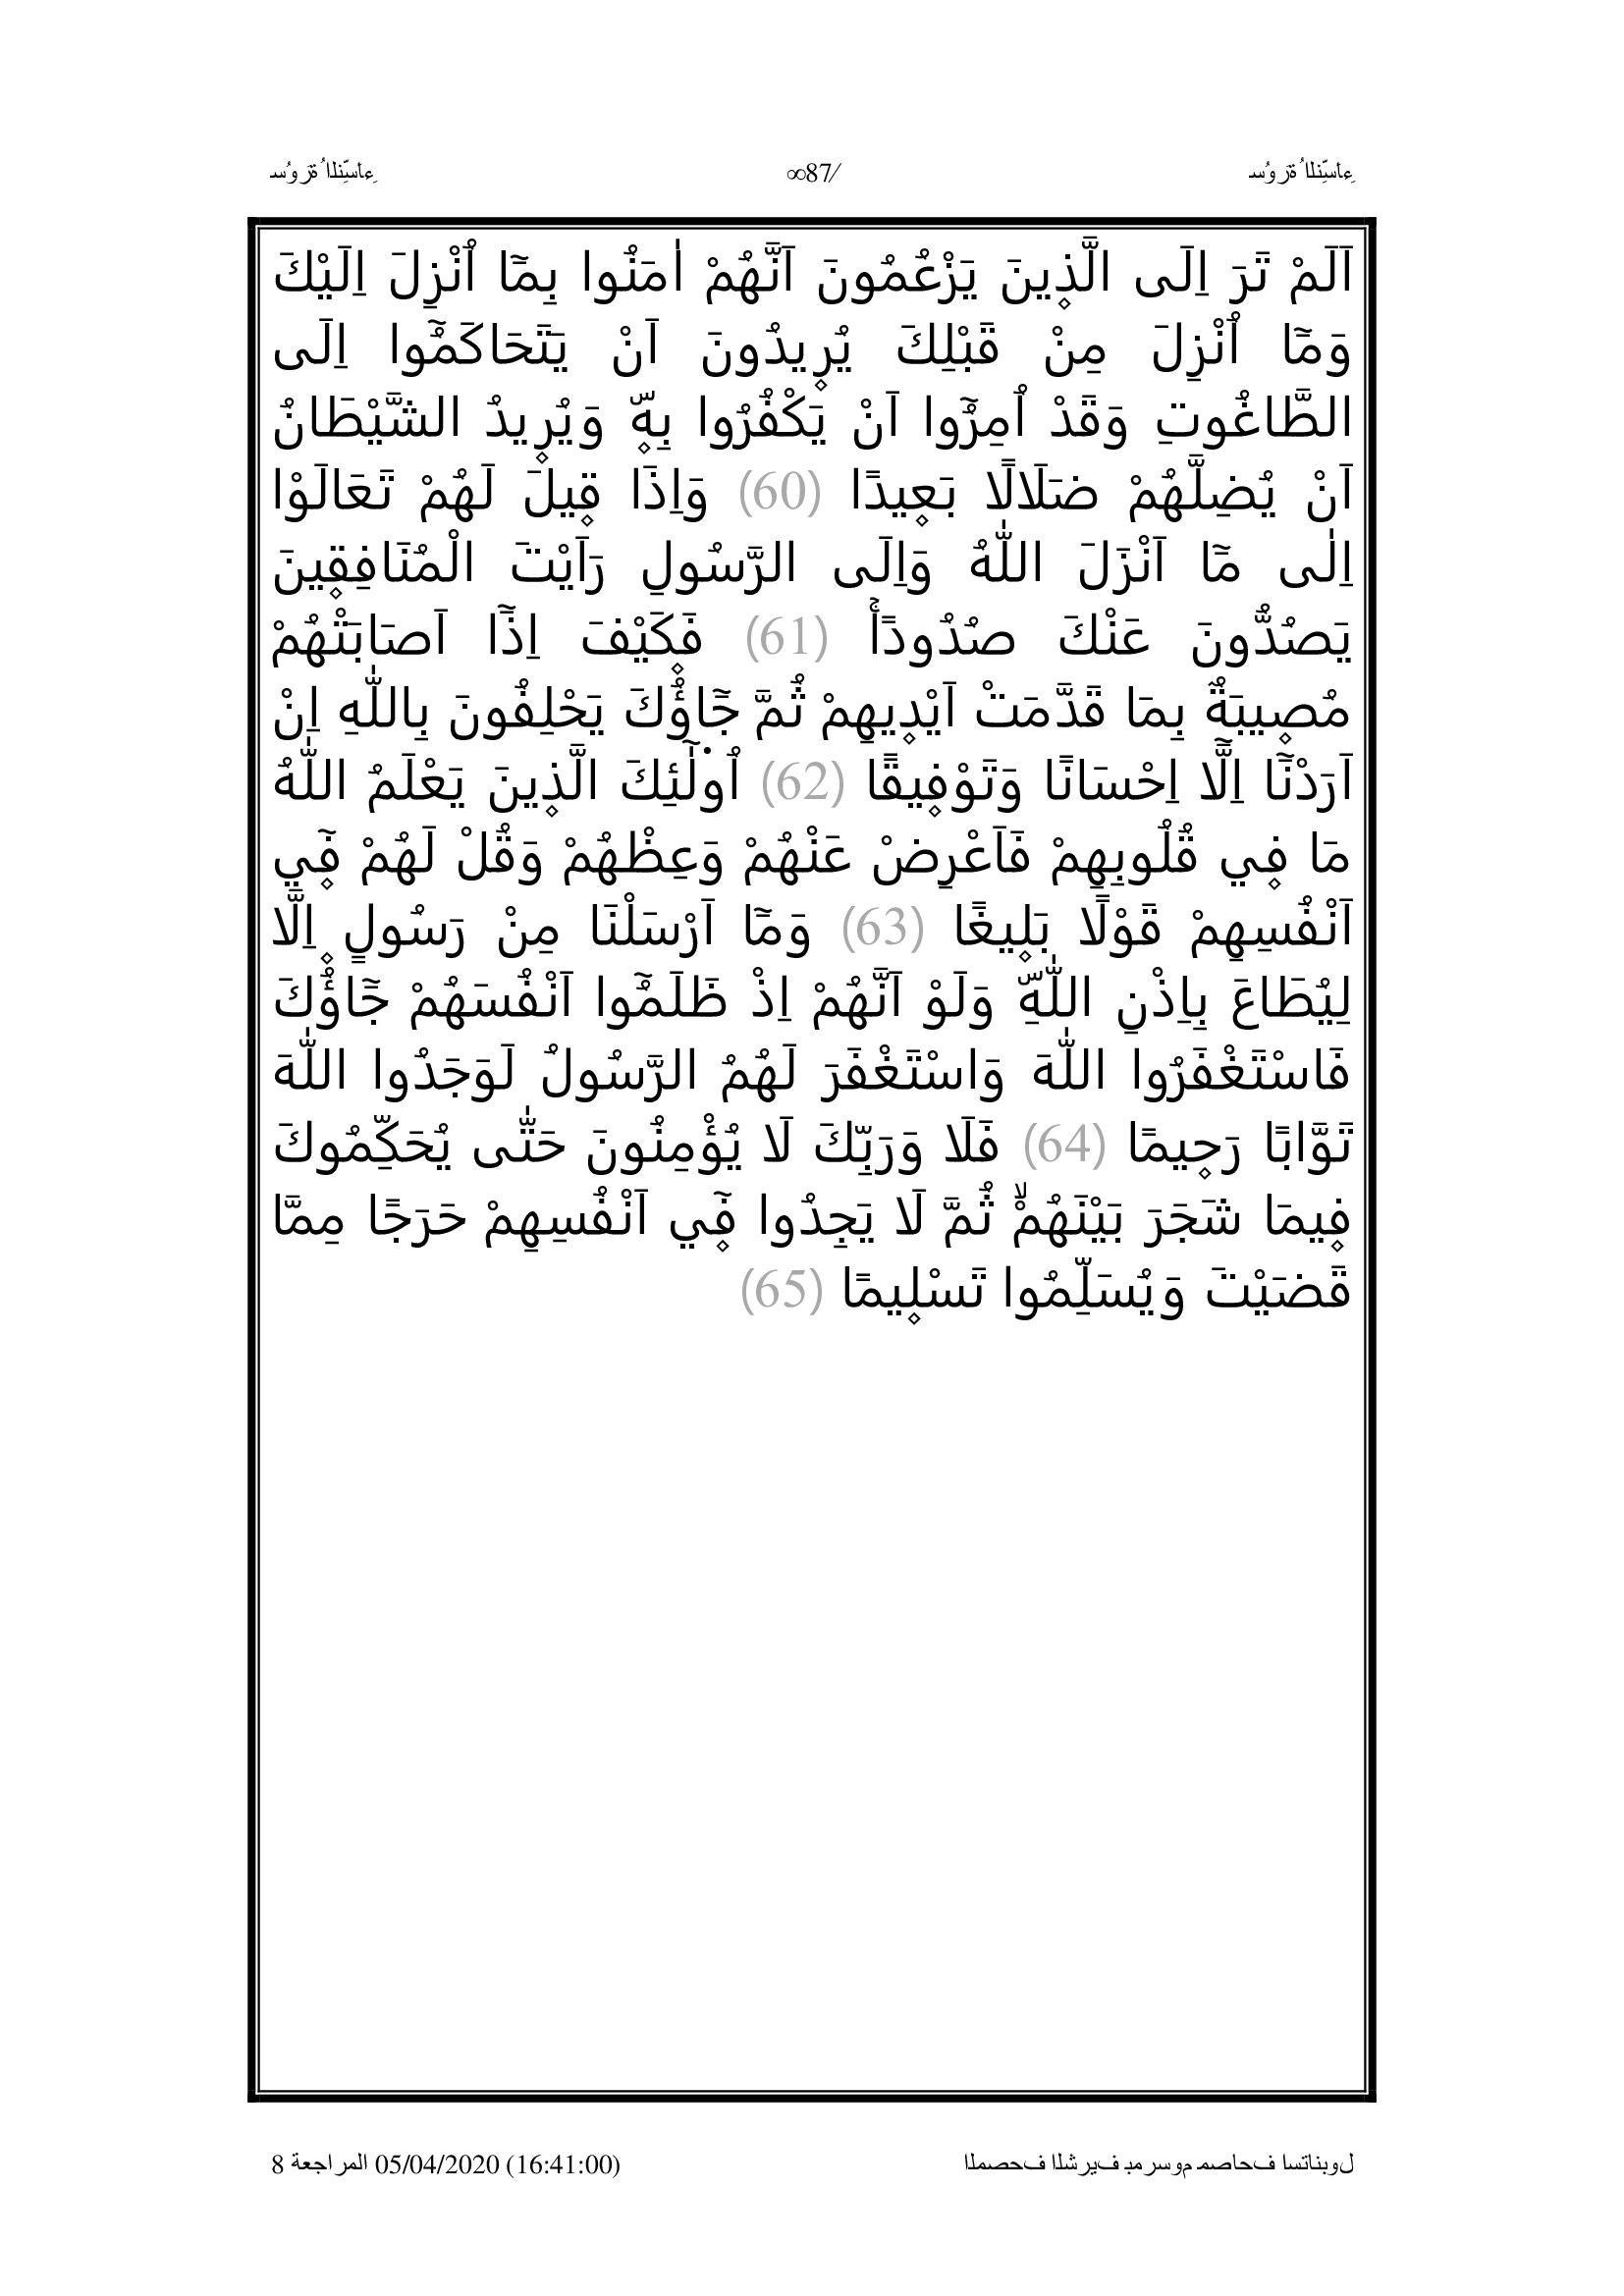 سُورَةُ النِّسَاءِ ∞87/ سُورَةُ النِّسَاءِ
اَلَمْ تَرَ اِلَى الَّذ۪ينَ يَزْعُمُونَ اَنَّهُمْ اٰمَنُوا بِمَٓا اُنْزِلَ اِلَيْكَ
وَمَٓا اُنْزِلَ مِنْ قَبْلِكَ يُر۪يدُونَ اَنْ يَتَحَاكَمُٓوا اِلَى
الطَّاغُوتِ وَقَدْ اُمِرُٓوا اَنْ يَكْفُرُوا بِه۪ۜ وَيُر۪يدُ الشَّيْطَانُ
اَنْ يُضِلَّهُمْ ضَلَالًا بَع۪يدًا (60) وَاِذَا ق۪يلَ لَهُمْ تَعَالَوْا
اِلٰى مَٓا اَنْزَلَ اللّٰهُ وَاِلَى الرَّسُولِ رَاَيْتَ الْمُنَافِق۪ينَ
يَصُدُّونَ عَنْكَ صُدُودًاۚ (61) فَكَيْفَ اِذَٓا اَصَابَتْهُمْ
مُص۪يبَةٌ بِمَا قَدَّمَتْ اَيْد۪يهِمْ ثُمَّ جَٓاؤُ۫كَ يَحْلِفُونَ بِاللّٰهِ اِنْ
اَرَدْنَٓا اِلَّٓا اِحْسَانًا وَتَوْف۪يقًا (62) اُو۬لٰٓئِكَ الَّذ۪ينَ يَعْلَمُ اللّٰهُ
مَا ف۪ي قُلُوبِهِمْ فَاَعْرِضْ عَنْهُمْ وَعِظْهُمْ وَقُلْ لَهُمْ ف۪ٓي
اَنْفُسِهِمْ قَوْلًا بَل۪يغًا (63) وَمَٓا اَرْسَلْنَا مِنْ رَسُولٍ اِلَّا
لِيُطَاعَ بِاِذْنِ اللّٰهِۜ وَلَوْ اَنَّهُمْ اِذْ ظَلَمُٓوا اَنْفُسَهُمْ جَٓاؤُ۫كَ
فَاسْتَغْفَرُوا اللّٰهَ وَاسْتَغْفَرَ لَهُمُ الرَّسُولُ لَوَجَدُوا اللّٰهَ
تَوَّابًا رَح۪يمًا (64) فَلَا وَرَبِّكَ لَا يُؤْمِنُونَ حَتّٰى يُحَكِّمُوكَ
ف۪يمَا شَجَرَ بَيْنَهُمْۙ ثُمَّ لَا يَجِدُوا ف۪ٓي اَنْفُسِهِمْ حَرَجًا مِمَّا
قَضَيْتَ وَيُسَلِّمُوا تَسْل۪يمًا (65)
المصحف الشريف بمرسوم مصاحف استانبول المراجعة 8 05/04/2020 (16:41:00)